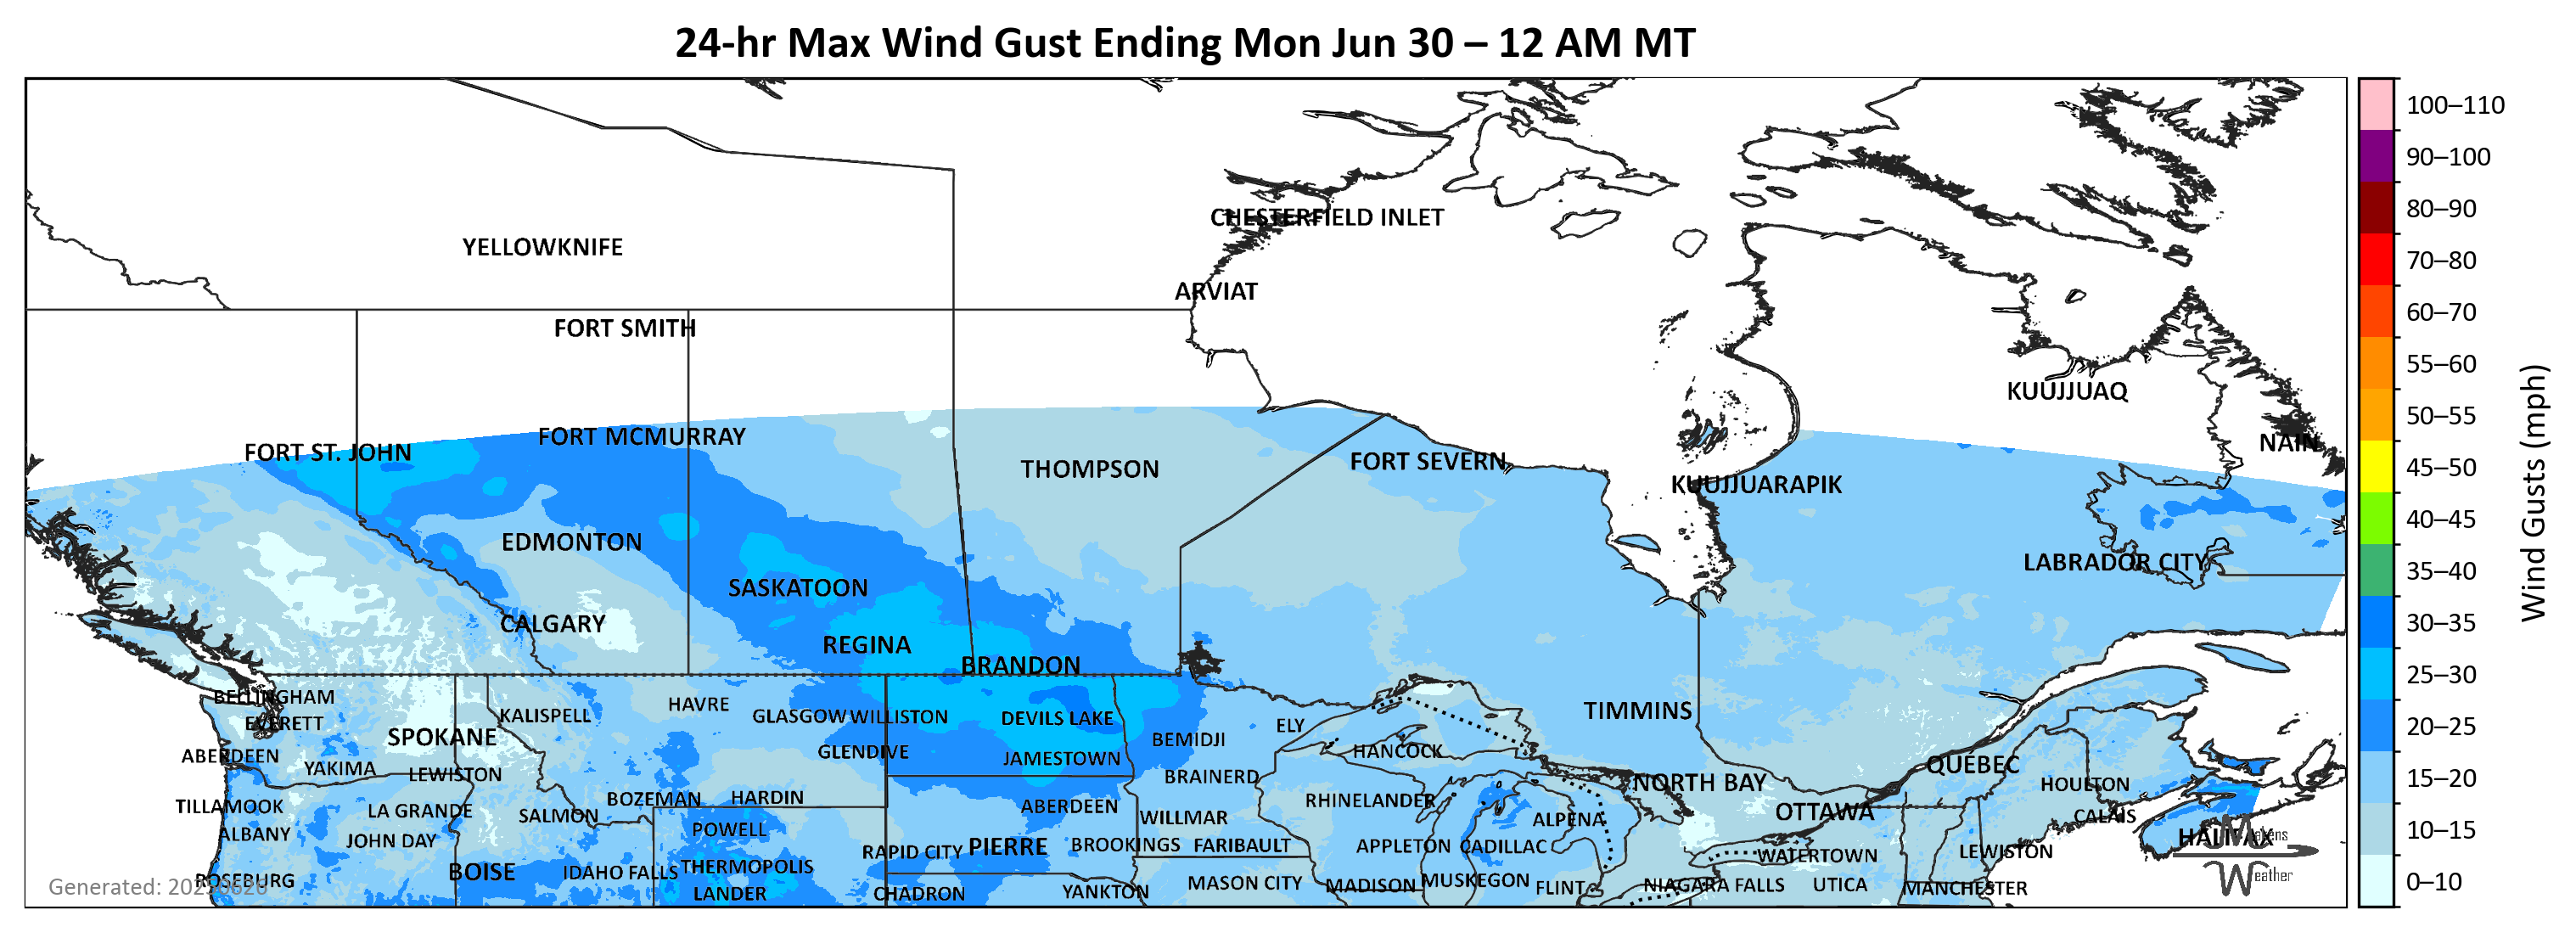 24-hr Max Wind Gust Ending Mon Jun 30 – 12 AM MT
100–110
90–100
80–90
70–80
60–70
55–60
50–55
45–50
40–45
35–40
30–35
25–30
20–25
15–20
10–15
0–10
Wind Gusts (mph)
CHESTERFIELD INLET
YELLOWKNIFE
ARVIAT
FORT SMITH
KUUJJUAQ
FORT MCMURRAY
NAIN
FORT ST. JOHN
FORT SEVERN
THOMPSON
KUUJJUARAPIK
EDMONTON
LABRADOR CITY
SASKATOON
CALGARY
REGINA
BRANDON
BELLINGHAM
HAVRE
TIMMINS
KALISPELL
GLASGOW
WILLISTON
DEVILS LAKE
EVERETT
ELY
SPOKANE
BEMIDJI
GLENDIVE
HANCOCK
ABERDEEN
JAMESTOWN
QUÉBEC
YAKIMA
LEWISTON
BRAINERD
NORTH BAY
HOULTON
BOZEMAN
HARDIN
RHINELANDER
TILLAMOOK
ABERDEEN
LA GRANDE
OTTAWA
SALMON
WILLMAR
CALAIS
ALPENA
POWELL
ALBANY
HALIFAX
JOHN DAY
BROOKINGS
FARIBAULT
APPLETON
CADILLAC
PIERRE
RAPID CITY
LEWISTON
WATERTOWN
THERMOPOLIS
BOISE
IDAHO FALLS
ROSEBURG
MUSKEGON
MASON CITY
MADISON
NIAGARA FALLS
UTICA
FLINT
MANCHESTER
YANKTON
LANDER
CHADRON
Makens
Weather
Generated: